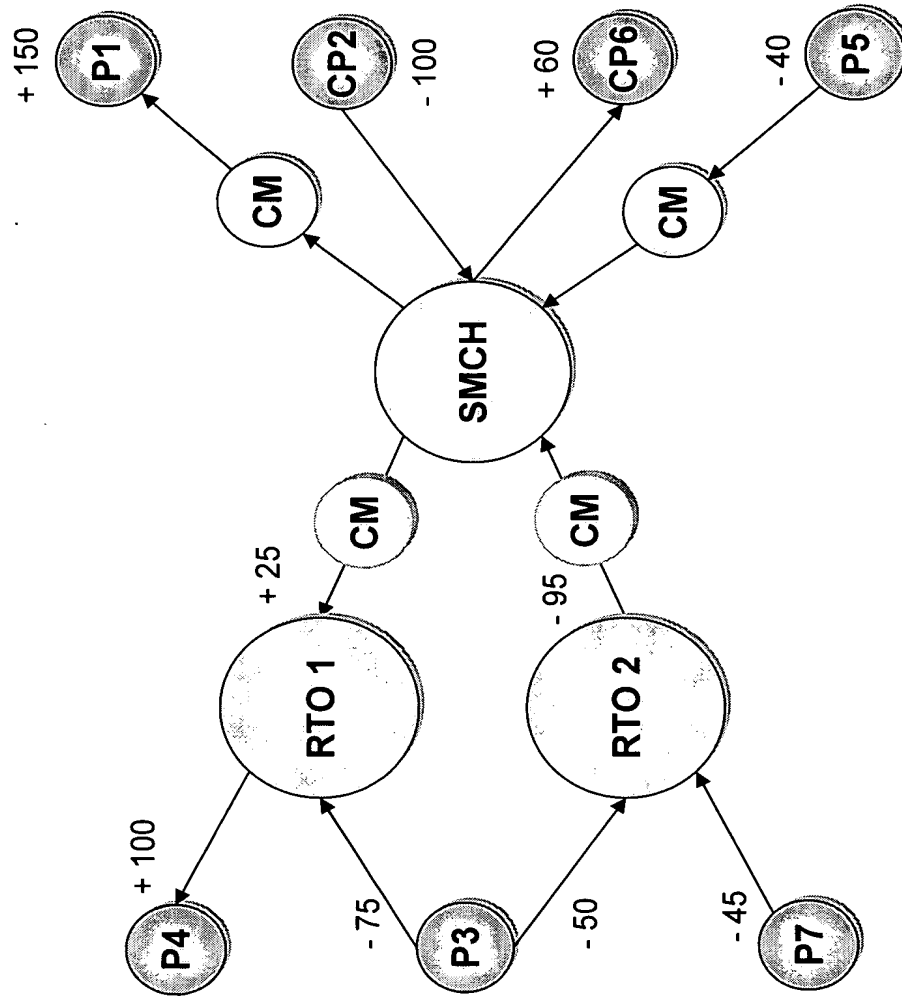 P4
+ 100
P3
- 75
- 50
P7
- 45
RTO 1
+ 25
RTO 2
- 95
CM
CM
SMCH
CM
CM
P1
+ 150
CP2
- 100
CP6
+ 60
P5
- 40